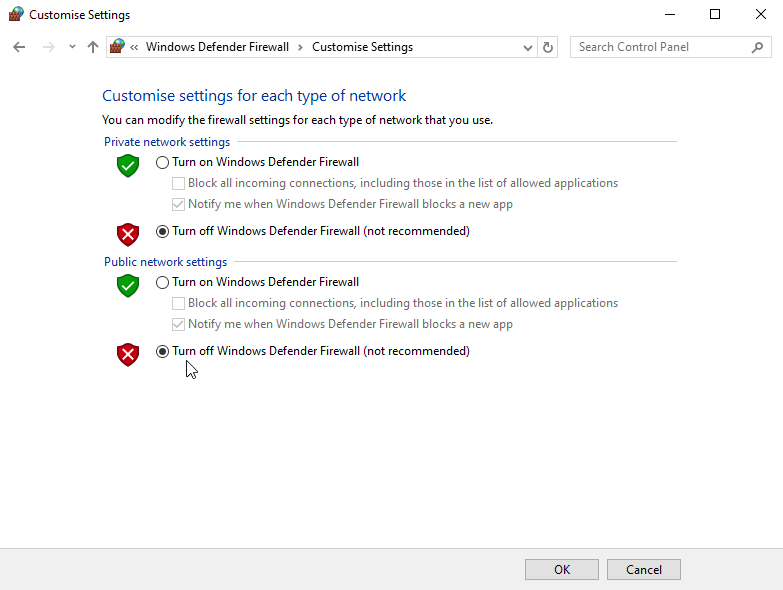 Customise Settings
« Windows Defender Firewall › Customise Settings
Search Control Panel
Customise settings for each type of network
You can modify the firewall settings for each type of network that you use.
Private network settings
Turn on Windows Defender Firewall
Block all incoming connections, including those in the list of allowed applications
Notify me when Windows Defender Firewall blocks a new app
Turn off Windows Defender Firewall (not recommended)
Public network settings
Turn on Windows Defender Firewall
Block all incoming connections, including those in the list of allowed applications
Notify me when Windows Defender Firewall blocks a new app
Turn off Windows Defender Firewall (not recommended)
OK
Cancel